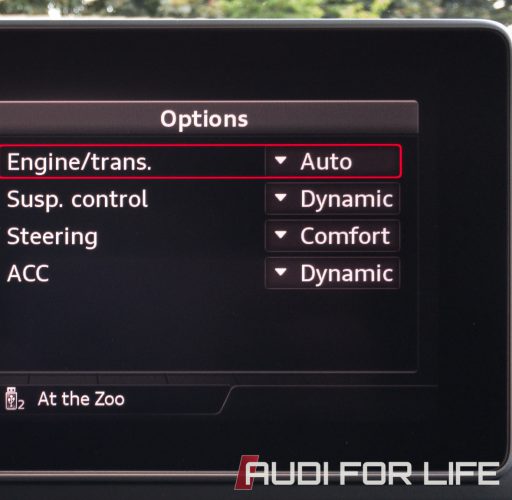 Options
Engine/trans. Auto
Susp. control Dynamic
Steering Comfort
ACC Dynamic
2 At the Zoo
AUDI FOR LIFE